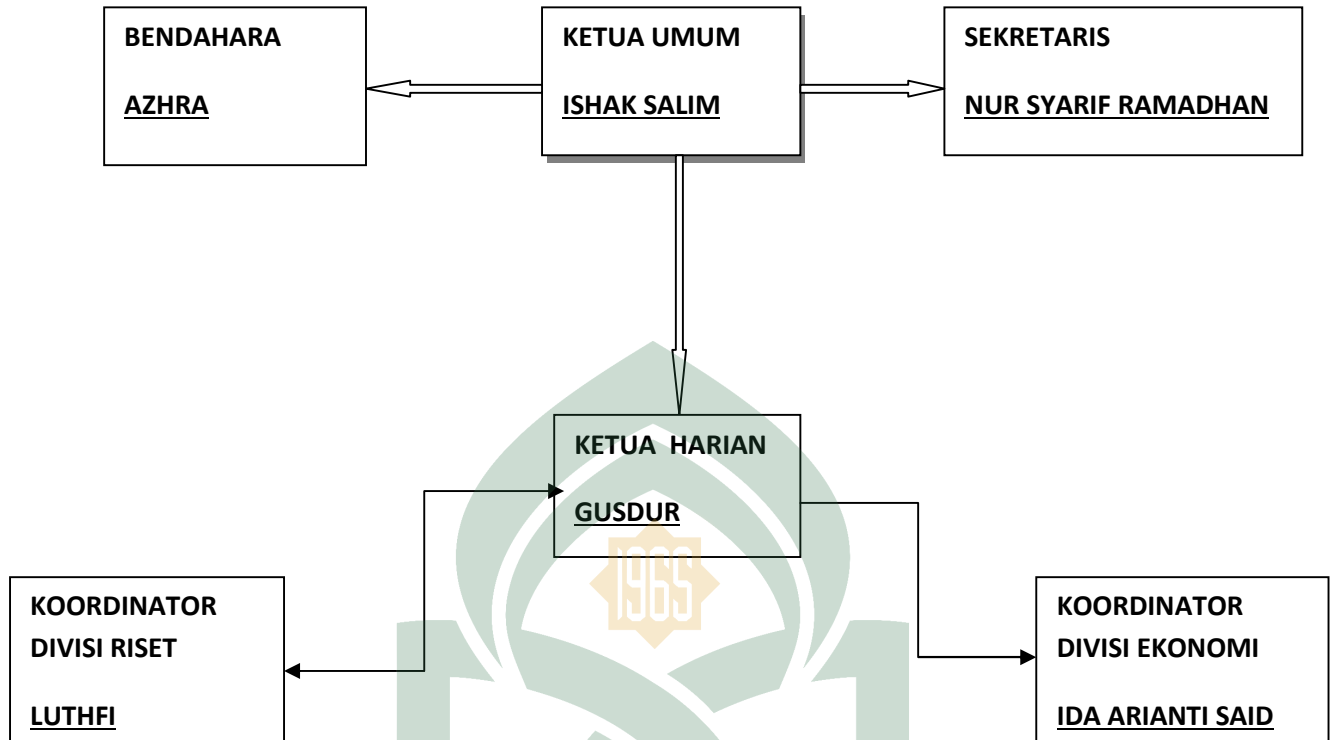 BENDAHARA
AZHRA
KETUA UMUM
ISHAK SALIM
SEKRETARIS
NUR SYARIF RAMADHAN
KETUA HARIAN
GUSDUR
1965
KOORDINATOR
DIVISI RISET
LUTHFI
KOORDINATOR
DIVISI EKONOMI
IDA ARIANTI SAID